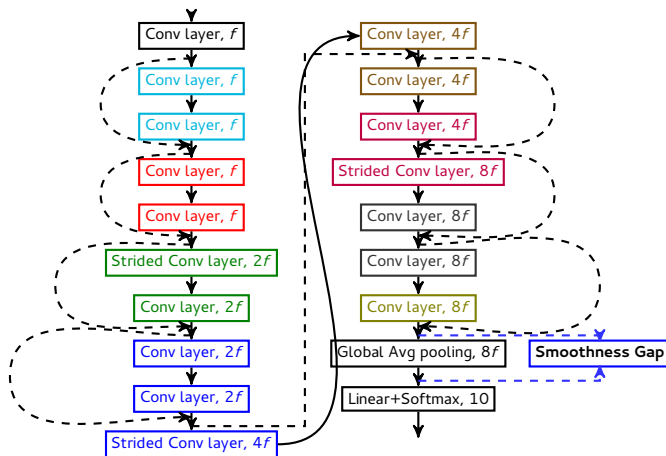 Conv layer, f
Conv layer, f
Conv layer, f
Conv layer, f
Conv layer, f
Strided Conv layer, 2f
Conv layer, 2f
Conv layer, 2f
Conv layer, 2f
Strided Conv layer, 4f
Conv layer, 4f
Conv layer, 4f
Conv layer, 4f
Strided Conv layer, 8f
Conv layer, 8f
Conv layer, 8f
Conv layer, 8f
Global Avg pooling, 8f
Smoothness Gap
Linear+Softmax, 10